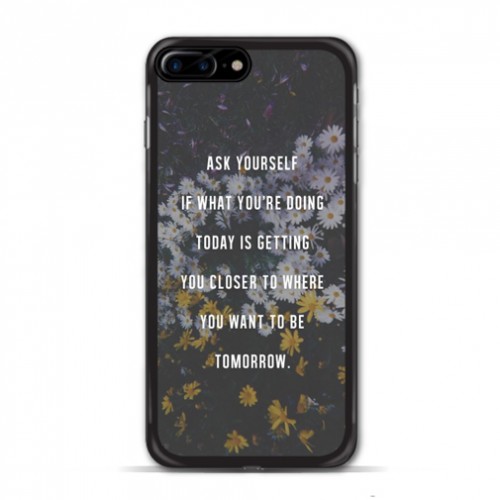 ASK YOURSELF
IF WHAT YOU'RE DOING
TODAY IS GETTING
YOU CLOSER TO WHERE
YOU WANT TO BE
TOMORROW.